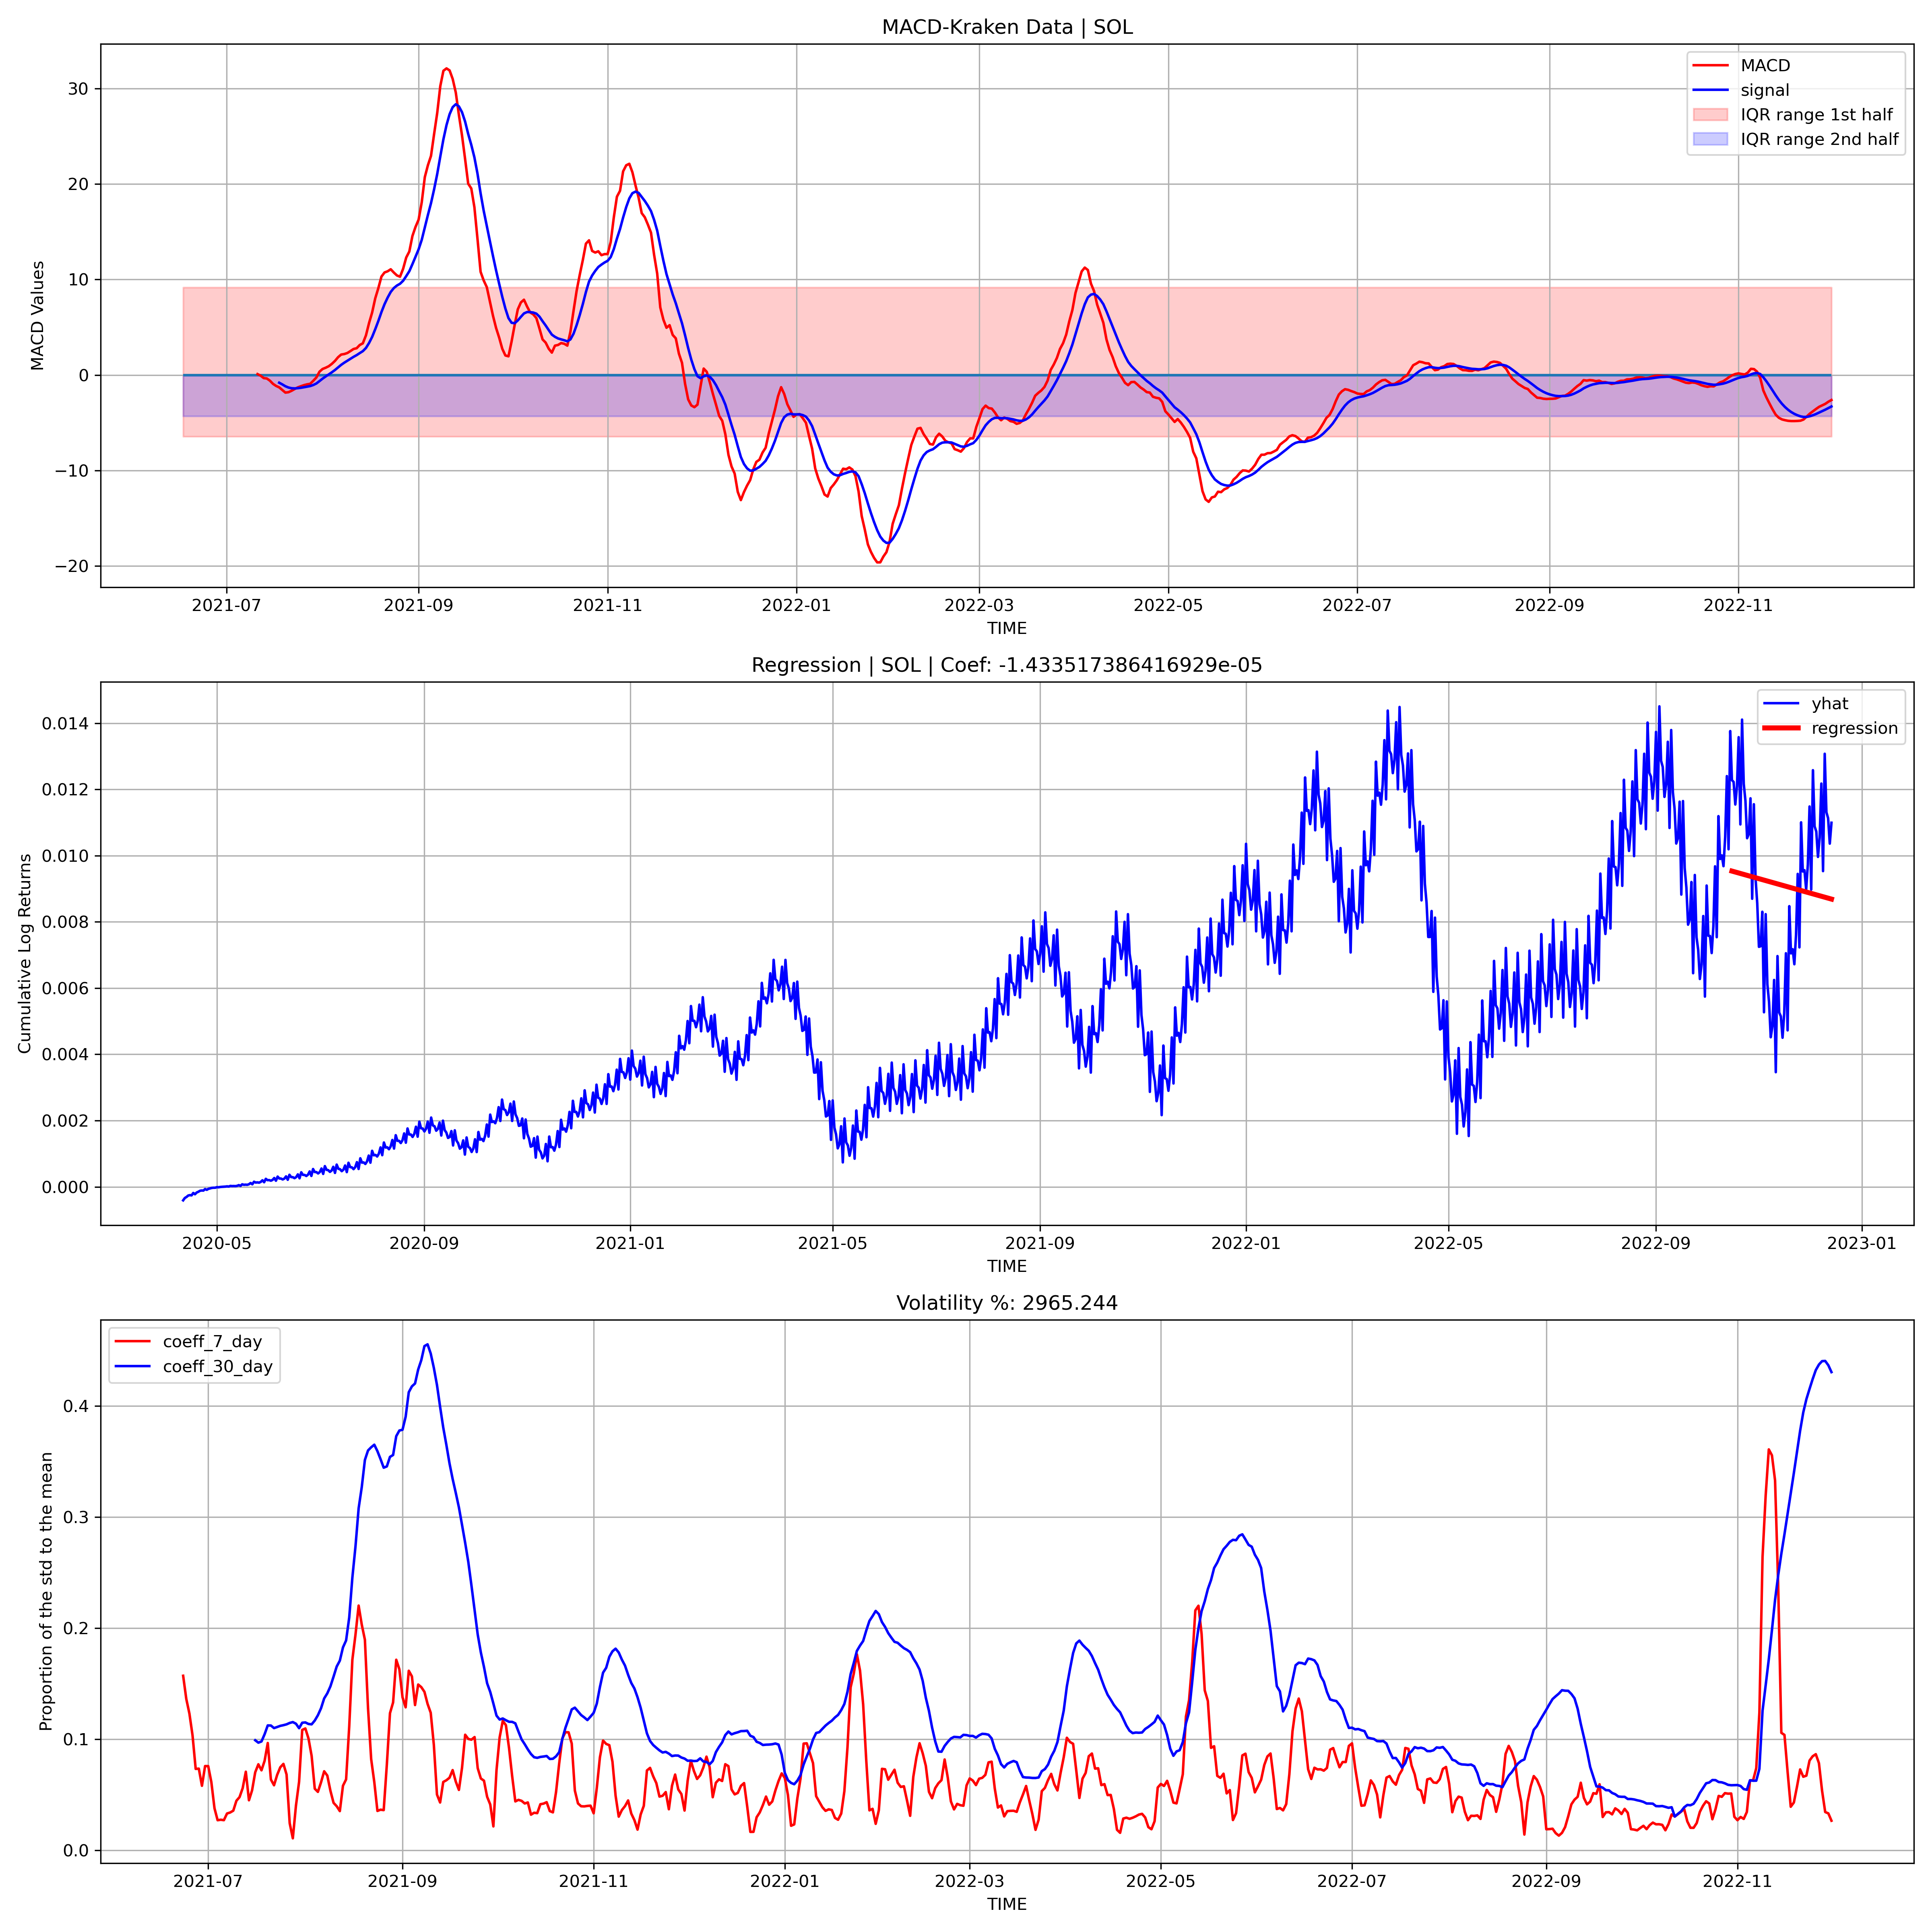 MACD-Kraken Data | SOL
MACD Values
30
20
10
0
−10
−20
MACD
signal
IQR range 1st half
IQR range 2nd half
2021-07 2021-09 2021-11 2022-01 2022-03 2022-05 2022-07 2022-09 2022-11
TIME
Regression | SOL | Coef: -1.433517386416929e-05
Cumulative Log Returns
0.014
0.012
0.010
0.008
0.006
0.004
0.002
0.000
yhat
regression
2020-05 2020-09 2021-01 2021-05 2021-09 2022-01 2022-05 2022-09 2023-01
TIME
Volatility %: 2965.244
Proportion of the std to the mean
coeff_7_day
coeff_30_day
0.4
0.3
0.2
0.1
0.0
2021-07 2021-09 2021-11 2022-01 2022-03 2022-05 2022-07 2022-09 2022-11
TIME